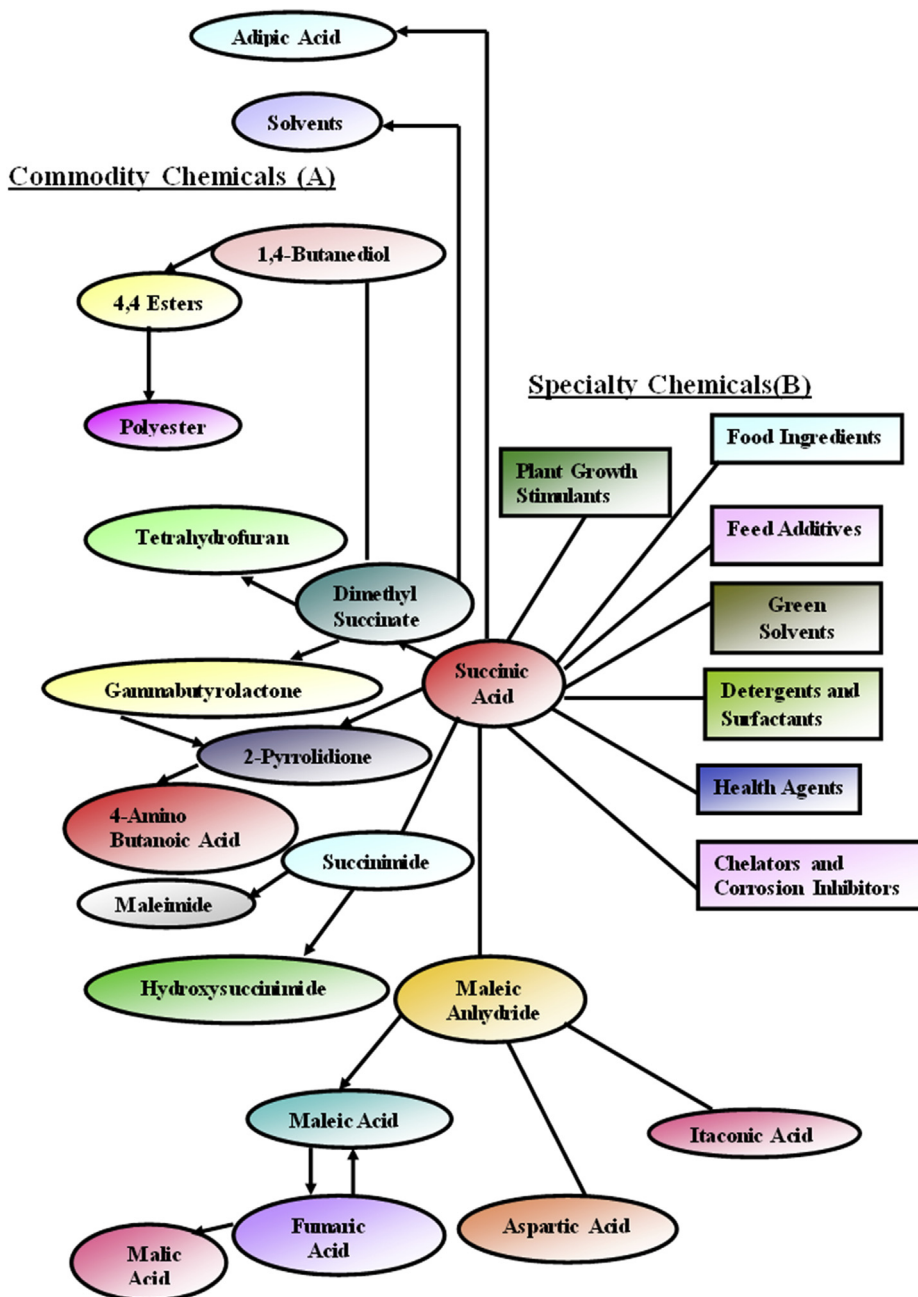 Adipic Acid
Solvents
Commodity Chemicals (A)
1,4-Butanediol
4,4 Esters
Polyester
Specialty Chemicals(B)
Food Ingredients
Plant Growth
Stimulants
Feed Additives
Tetrahydrofuran
Dimethyl
Succinate
Green
Solvents
Succinic
Acid
Gammabutyrolactone
Detergents and
Surfactants
2-Pyrrolidione
Health Agents
4-Amino
Butanoic Acid
Succinimide
Chelators and
Corrosion Inhibitors
Maleimide
Hydroxysuccinimide
Maleic
Anhydride
Maleic Acid
Itaconic Acid
Fumaric
Acid
Aspartic Acid
Malic
Acid